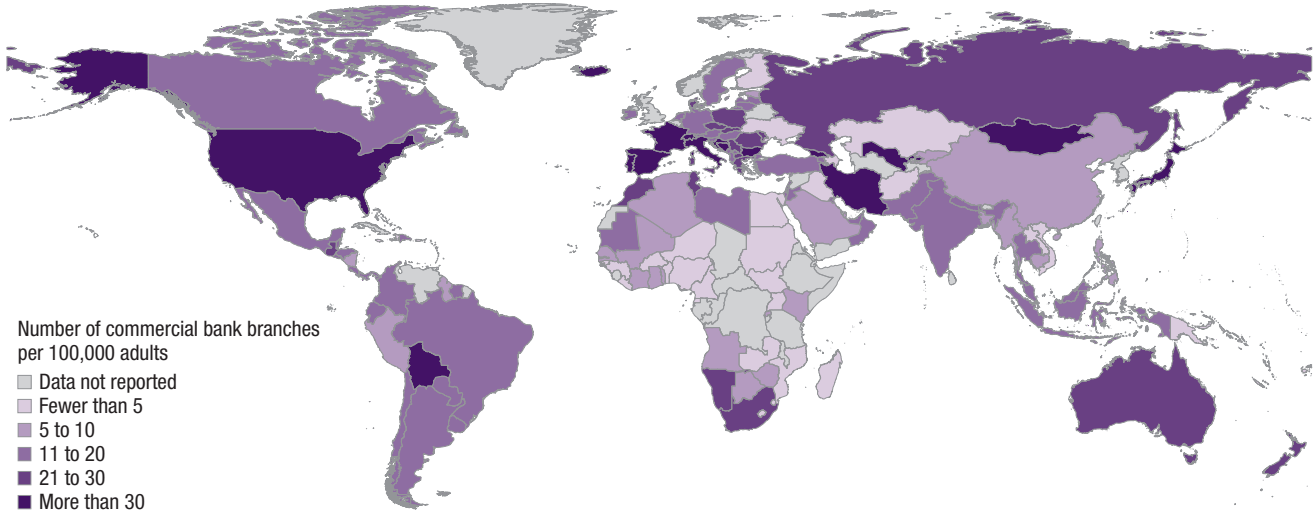 Number of commercial bank branches
per 100,000 adults
Data not reported
Fewer than 5
5 to 10
11 to 20
21 to 30
More than 30